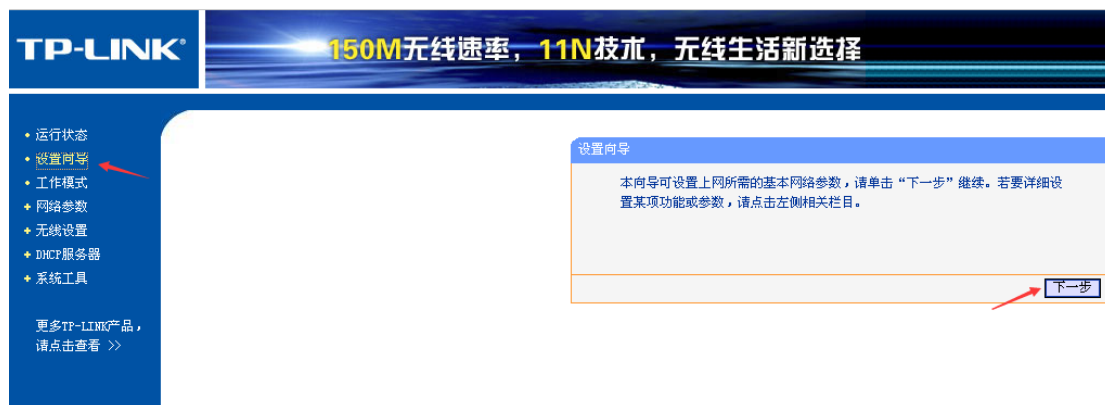 TP-LINK®
150M无线速率，11N技术，无线生活新选择
运行状态
设置向导
工作模式
网络参数
无线设置
DHCP服务器
系统工具
更多TP-LINK产品，
请点击查看 >>
设置向导
本向导可设置上网所需的基本网络参数，请单击“下一步”继续。若要详细设
置某项功能或参数，请点击左侧相关栏目。
下一步